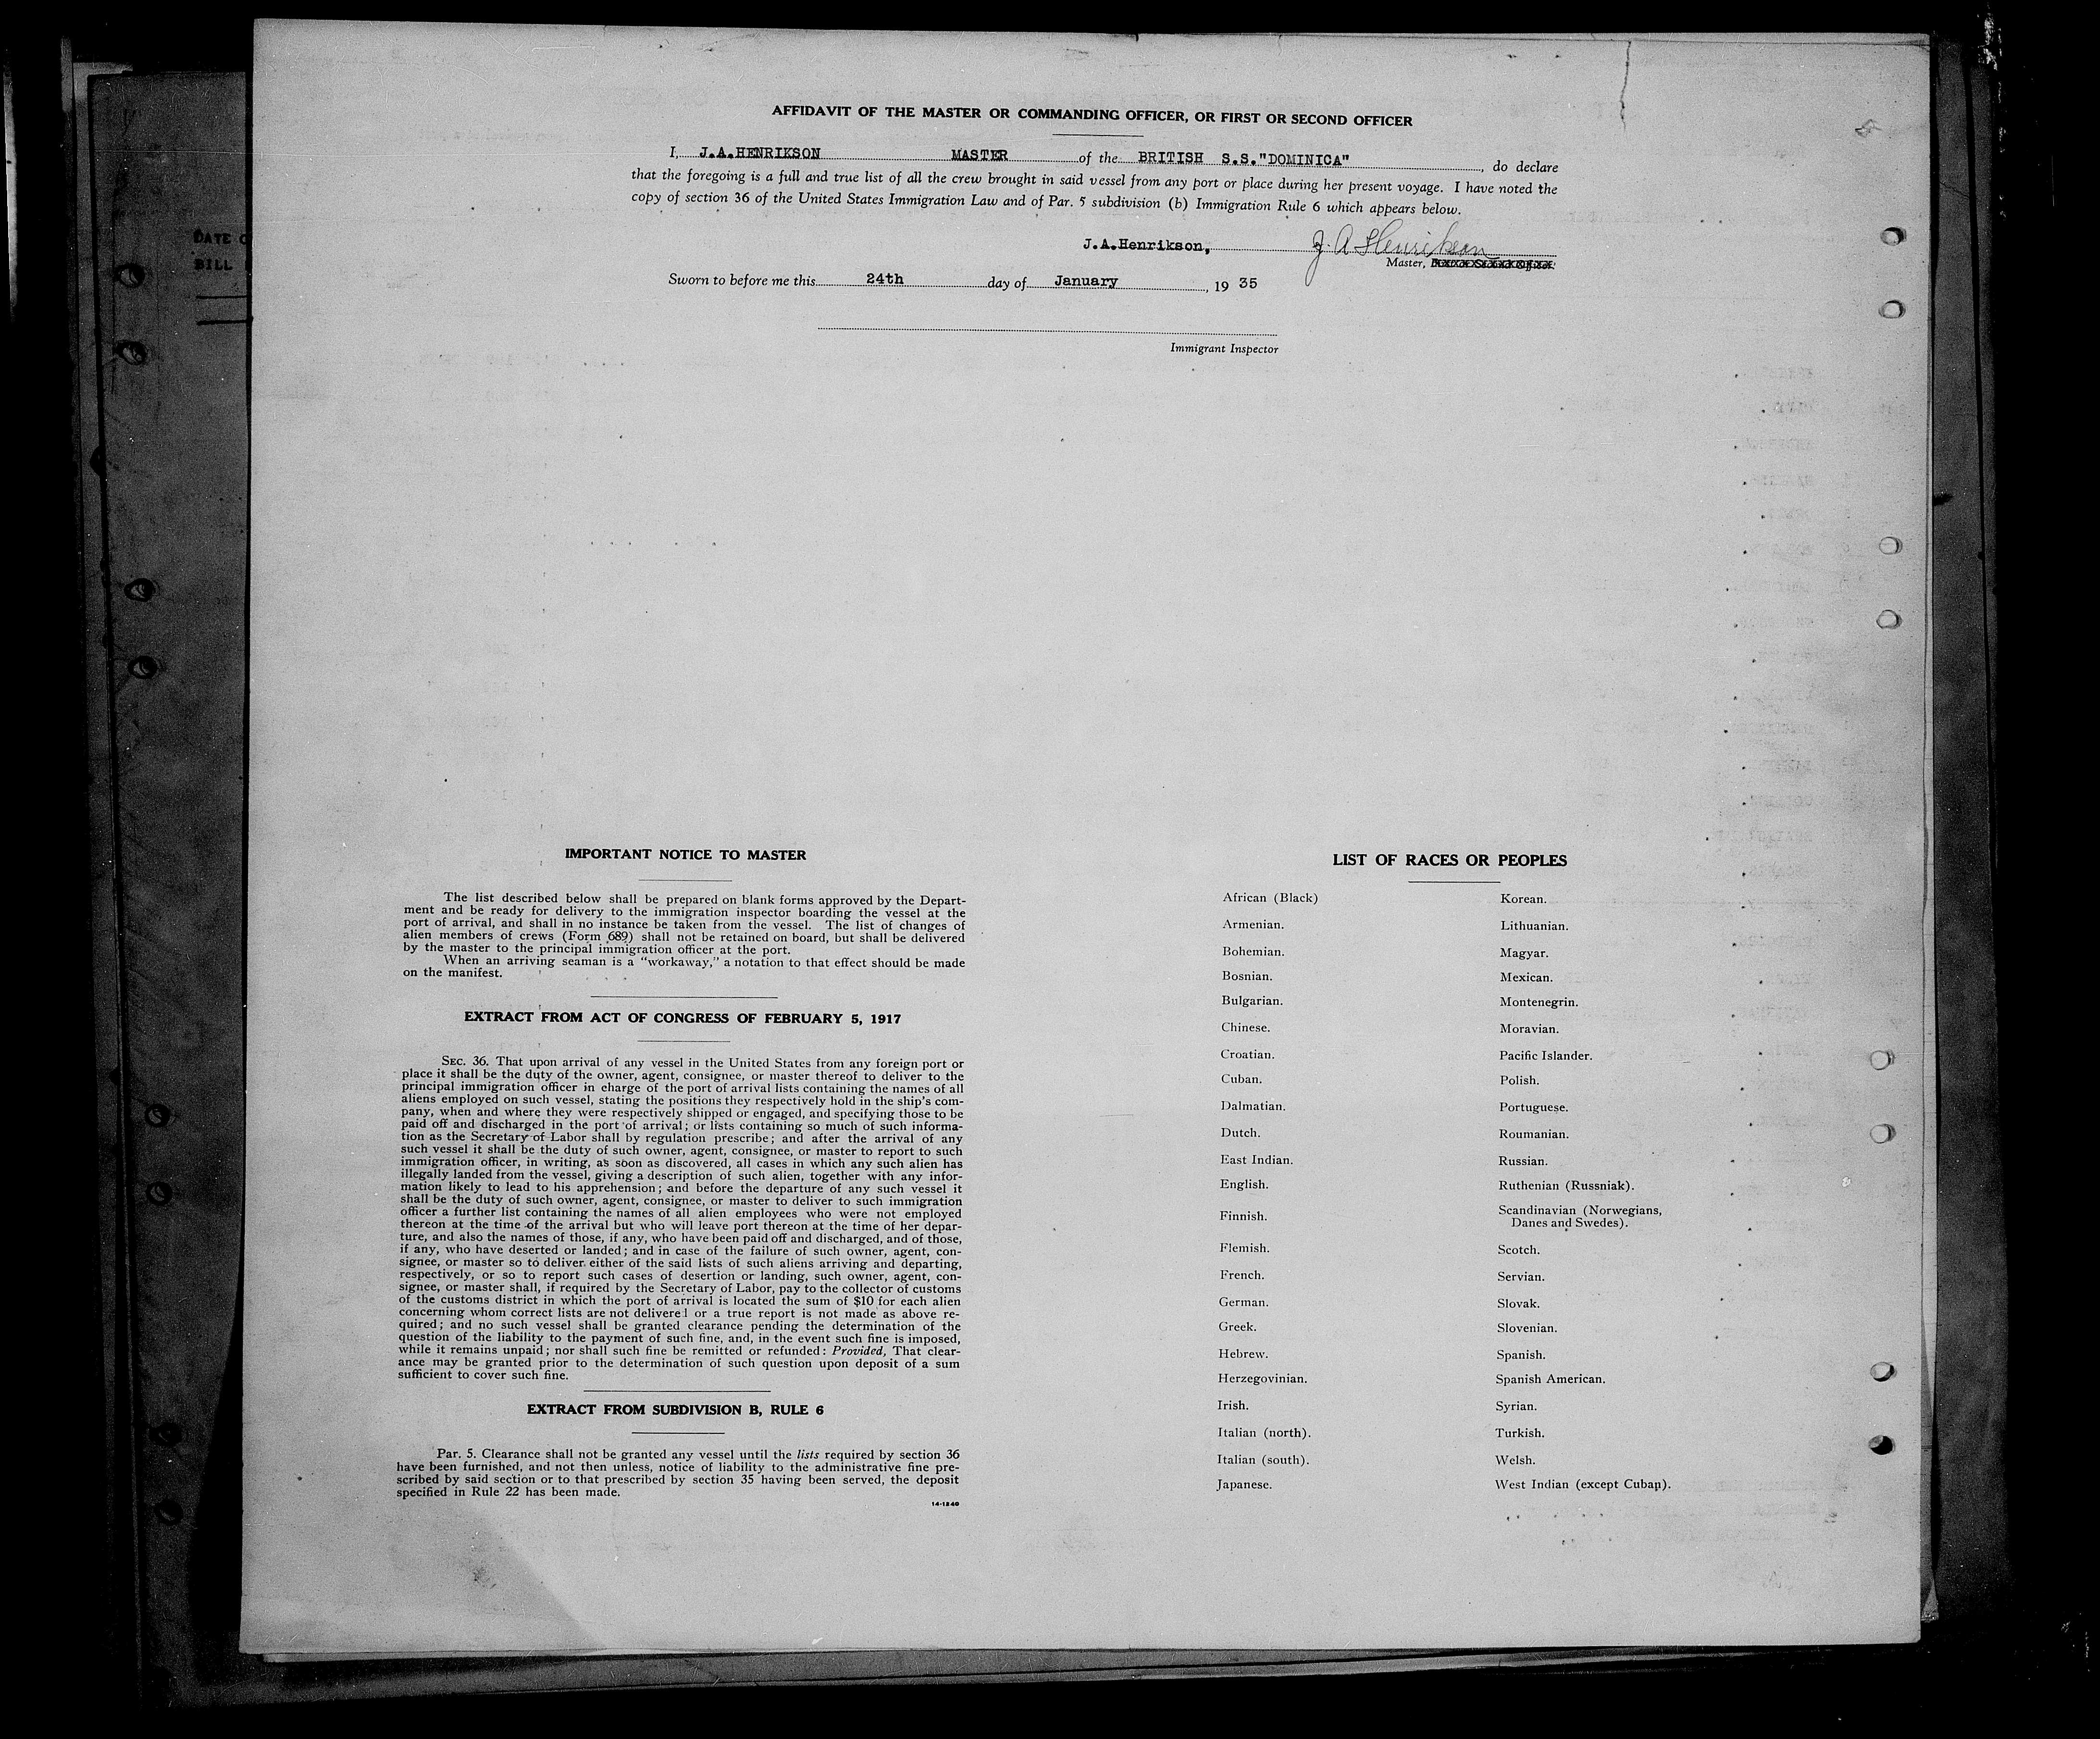 DATE O
BILL
AFFIDAVIT OF THE MASTER OR COMMANDING OFFICER, OR FIRST OR SECOND OFFICER
I, J.A.HENRIKSON MASTER of the BRITISH S.S."DOMINICA", do declare
that the foregoing is a full and true list of all the crew brought in said vessel from any port or place during her present voyage. I have noted the
copy of section 36 of the United States Immigration Law and of Par. 5 subdivision (b) Immigration Rule 6 which appears below.
J.A.Henrikson, J. A Henrikson
Master,
Sworn to before me this 24th day of January, 19 35
Immigrant Inspector
IMPORTANT NOTICE TO MASTER
The list described below shall be prepared on blank forms approved by the Depart-
ment and be ready for delivery to the immigration inspector boarding the vessel at the
port of arrival, and shall in no instance be taken from the vessel. The list of changes of
alien members of crews (Form 689) shall not be retained on board, but shall be delivered
by the master to the principal immigration officer at the port.
When an arriving seaman is a "workaway," a notation to that effect should be made
on the manifest.
EXTRACT FROM ACT OF CONGRESS OF FEBRUARY 5, 1917
SEC. 36. That upon arrival of any vessel in the United States from any foreign port or
place it shall be the duty of the owner, agent, consignee, or master thereof to deliver to the
principal immigration officer in charge of the port of arrival lists containing the names of all
aliens employed on such vessel, stating the positions they respectively hold in the ship's com-
pany, when and where they were respectively shipped or engaged, and specifying those to be
paid off and discharged in the port of arrival; or lists containing so much of such informa-
tion as the Secretary of Labor shall by regulation prescribe; and after the arrival of any
such vessel it shall be the duty of such owner, agent, consignee, or master to report to such
immigration officer, in writing, as soon as discovered, all cases in which any such alien has
illegally landed from the vessel, giving a description of such alien, together with any infor-
mation likely to lead to his apprehension; and before the departure of any such vessel it
shall be the duty of such owner, agent, consignee, or master to deliver to such immigration
officer a further list containing the names of all alien employees who were not employed
thereon at the time of the arrival but who will leave port thereon at the time of her depar-
ture, and also the names of those, if any, who have been paid off and discharged, and of those,
if any, who have deserted or landed; and in case of the failure of such owner, agent, con-
signee, or master so to deliver either of the said lists of such aliens arriving and departing,
respectively, or so to report such cases of desertion or landing, such owner, agent, con-
signee, or master shall, if required by the Secretary of Labor, pay to the collector of customs
of the customs district in which the port of arrival is located the sum of $10 for each alien
concerning whom correct lists are not delivered or a true report is not made as above re-
quired; and no such vessel shall be granted clearance pending the determination of the
question of the liability to the payment of such fine, and, in the event such fine is imposed,
while it remains unpaid; nor shall such fine be remitted or refunded: Provided, That clear-
ance may be granted prior to the determination of such question upon deposit of a sum
sufficient to cover such fine.
EXTRACT FROM SUBDIVISION B, RULE 6
Par. 5. Clearance shall not be granted any vessel until the lists required by section 36
have been furnished, and not then unless, notice of liability to the administrative fine pre-
scribed by said section or to that prescribed by section 35 having been served, the deposit
specified in Rule 22 has been made.
14-1240
LIST OF RACES OR PEOPLES
African (Black)
Armenian.
Bohemian.
Bosnian.
Bulgarian.
Chinese.
Croatian.
Cuban.
Dalmatian.
Dutch.
East Indian.
English.
Finnish.
Flemish.
French.
German.
Greek.
Hebrew.
Herzegovinian.
Irish.
Italian (north).
Italian (south).
Japanese.
Korean.
Lithuanian.
Magyar.
Mexican.
Montenegrin.
Moravian.
Pacific Islander.
Polish.
Portuguese.
Roumanian.
Russian.
Ruthenian (Russniak).
Scandinavian (Norwegians,
Danes and Swedes).
Scotch.
Servian.
Slovak.
Slovenian.
Spanish.
Spanish American.
Syrian.
Turkish.
Welsh.
West Indian (except Cuban).